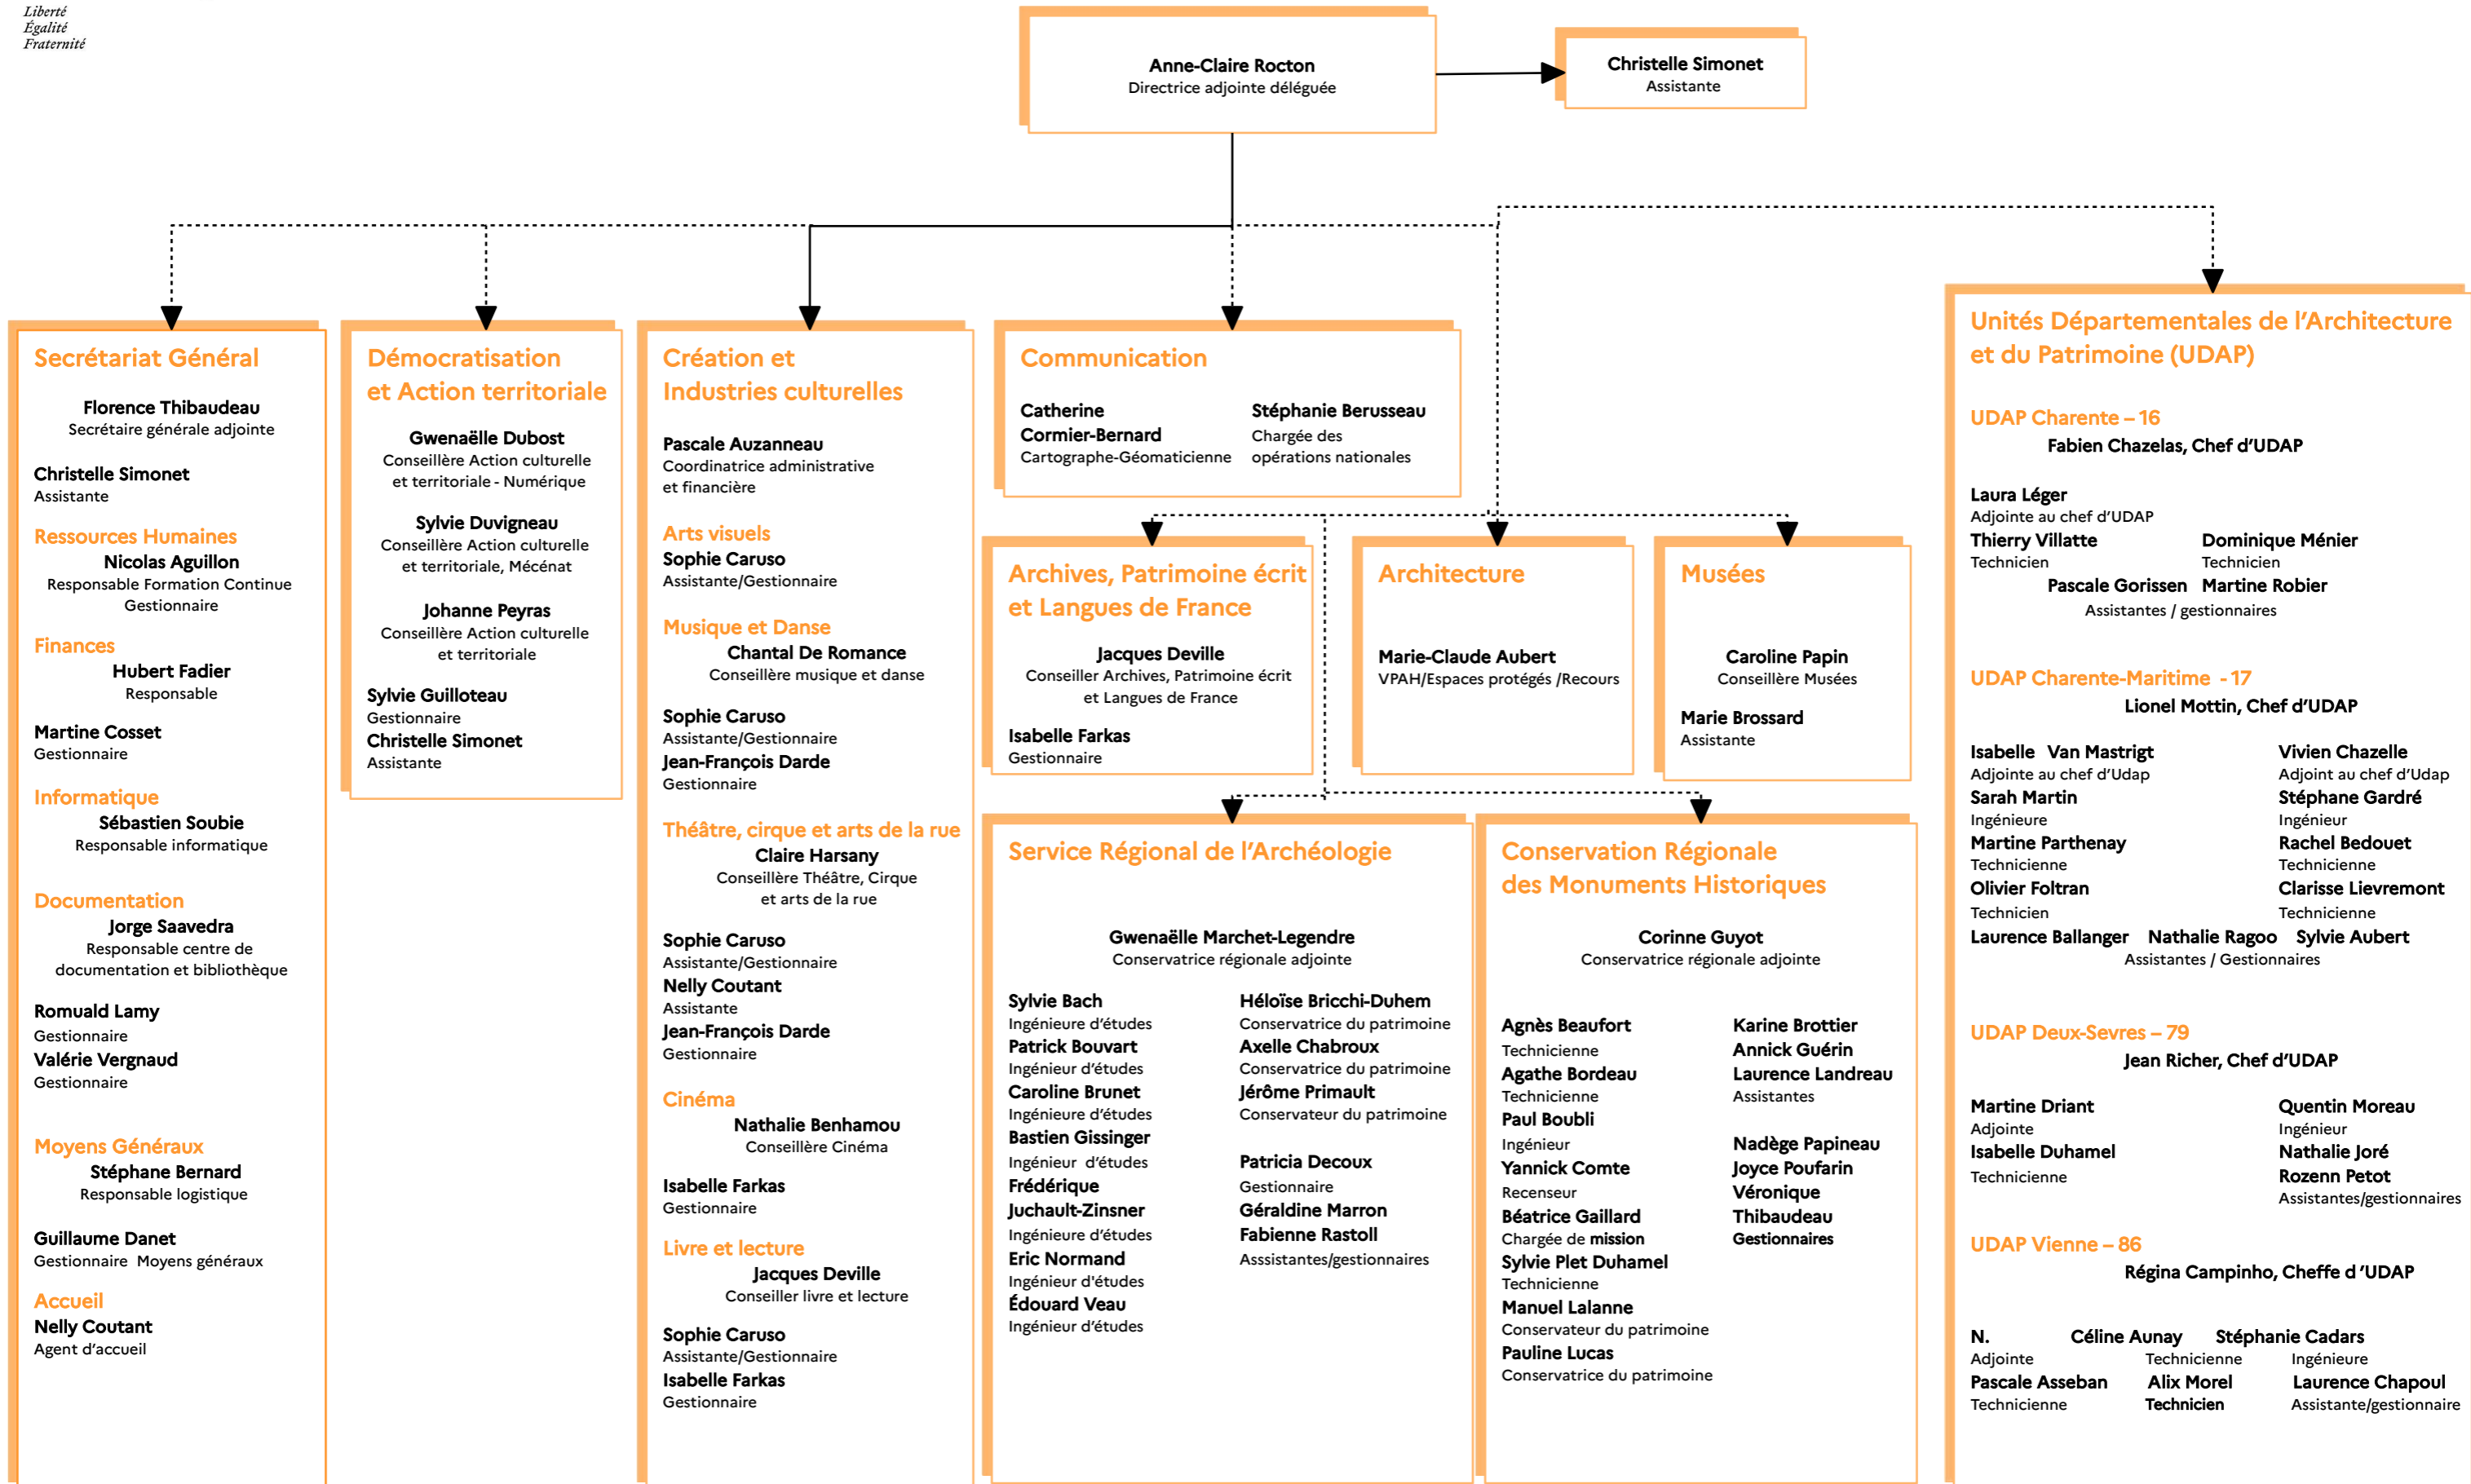 Liberté
Égalité
Fraternité
Anne-Claire Rocton
Directrice adjointe déléguée
Christelle Simonet
Assistante
Secrétariat Général
Florence Thibaudeau
Secrétaire générale adjointe
Christelle Simonet
Assistante
Ressources Humaines
Nicolas Aguillon
Responsable Formation Continue
Gestionnaire
Finances
Hubert Fadier
Responsable
Martine Cosset
Gestionnaire
Informatique
Sébastien Soubie
Responsable informatique
Documentation
Jorge Saavedra
Responsable centre de
documentation et bibliothèque
Romuald Lamy
Gestionnaire
Valérie Vergnaud
Gestionnaire
Moyens Généraux
Stéphane Bernard
Responsable logistique
Guillaume Danet
Gestionnaire Moyens généraux
Accueil
Nelly Coutant
Agent d'accueil
Démocratisation
et Action territoriale
Gwenaëlle Dubost
Conseillère Action culturelle
et territoriale - Numérique
Sylvie Duvigneau
Conseillère Action culturelle
et territoriale, Mécénat
Johanne Peyras
Conseillère Action culturelle
et territoriale
Sylvie Guilloteau
Gestionnaire
Christelle Simonet
Assistante
Création et
Industries culturelles
Pascale Auzanneau
Coordinatrice administrative
et financière
Arts visuels
Sophie Caruso
Assistante/Gestionnaire
Musique et Danse
Chantal De Romance
Conseillère musique et danse
Sophie Caruso
Assistante/Gestionnaire
Jean-François Darde
Gestionnaire
Théâtre, cirque et arts de la rue
Claire Harsany
Conseillère Théâtre, Cirque
et arts de la rue
Sophie Caruso
Assistante/Gestionnaire
Nelly Coutant
Assistante
Jean-François Darde
Gestionnaire
Cinéma
Nathalie Benhamou
Conseillère Cinéma
Isabelle Farkas
Gestionnaire
Livre et lecture
Jacques Deville
Conseiller livre et lecture
Sophie Caruso
Assistante/Gestionnaire
Isabelle Farkas
Gestionnaire
Communication
Catherine
Cormier-Bernard
Cartographe-Géomaticienne
Stéphanie Berusseau
Chargée des
opérations nationales
Archives, Patrimoine écrit
et Langues de France
Jacques Deville
Conseiller Archives, Patrimoine écrit
et Langues de France
Isabelle Farkas
Gestionnaire
Architecture
Marie-Claude Aubert
VPAH/Espaces protégés /Recours
Musées
Caroline Papin
Conseillère Musées
Marie Brossard
Assistante
Service Régional de l'Archéologie
Gwenaëlle Marchet-Legendre
Conservatrice régionale adjointe
Sylvie Bach
Ingénieure d'études
Patrick Bouvart
Ingénieur d'études
Caroline Brunet
Ingénieure d'études
Bastien Gissinger
Ingénieur d'études
Frédérique
Juchault-Zinsner
Ingénieure d'études
Eric Normand
Ingénieur d'études
Édouard Veau
Ingénieur d'études
Héloïse Bricchi-Duhem
Conservatrice du patrimoine
Axelle Chabroux
Conservatrice du patrimoine
Jérôme Primault
Conservateur du patrimoine
Patricia Decoux
Gestionnaire
Géraldine Marron
Fabienne Rastoll
Asssistantes/gestionnaires
Conservation Régionale
des Monuments Historiques
Corinne Guyot
Conservatrice régionale adjointe
Agnès Beaufort
Technicienne
Agathe Bordeau
Technicienne
Paul Boubli
Ingénieur
Yannick Comte
Recenseur
Béatrice Gaillard
Chargée de mission
Sylvie Plet Duhamel
Technicienne
Manuel Lalanne
Conservateur du patrimoine
Pauline Lucas
Conservatrice du patrimoine
Karine Brottier
Annick Guérin
Laurence Landreau
Assistantes
Nadège Papineau
Joyce Poufarin
Véronique
Thibaudeau
Gestionnaires
Unités Départementales de l'Architecture
et du Patrimoine (UDAP)
UDAP Charente – 16
Fabien Chazelas, Chef d'UDAP
Laura Léger
Adjointe au chef d'UDAP
Thierry Villatte Dominique Ménier
Technicien Technicien
Pascale Gorissen Martine Robier
Assistantes / gestionnaires
UDAP Charente-Maritime - 17
Lionel Mottin, Chef d'UDAP
Isabelle Van Mastrigt Vivien Chazelle
Adjointe au chef d'Udap Adjoint au chef d'Udap
Sarah Martin Stéphane Gardré
Ingénieure Ingénieur
Martine Parthenay Rachel Bedouet
Technicienne Technicienne
Olivier Foltran Clarisse Lievremont
Technicien Technicienne
Laurence Ballanger Nathalie Ragoo Sylvie Aubert
Assistantes / Gestionnaires
UDAP Deux-Sevres – 79
Jean Richer, Chef d'UDAP
Martine Driant Quentin Moreau
Adjointe Ingénieur
Isabelle Duhamel Nathalie Joré
Technicienne Rozenn Petot
Assistantes/gestionnaires
UDAP Vienne – 86
Régina Campinho, Cheffe d 'UDAP
N. Céline Aunay Stéphanie Cadars
Adjointe Technicienne Ingénieure
Pascale Asseban Alix Morel Laurence Chapoul
Technicienne Technicien Assistante/gestionnaire